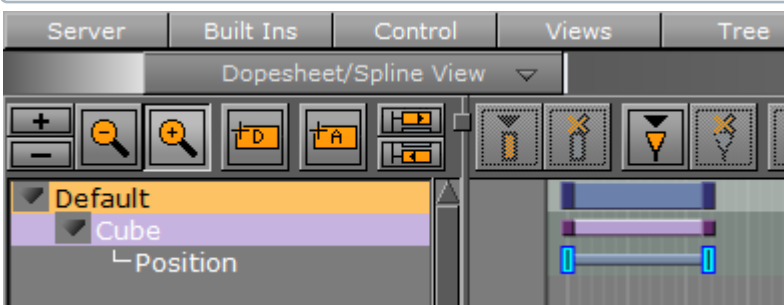 Server Built Ins Control Views Tree
Dopesheet/Spline View
+ D A
−
Default
Cube
Position